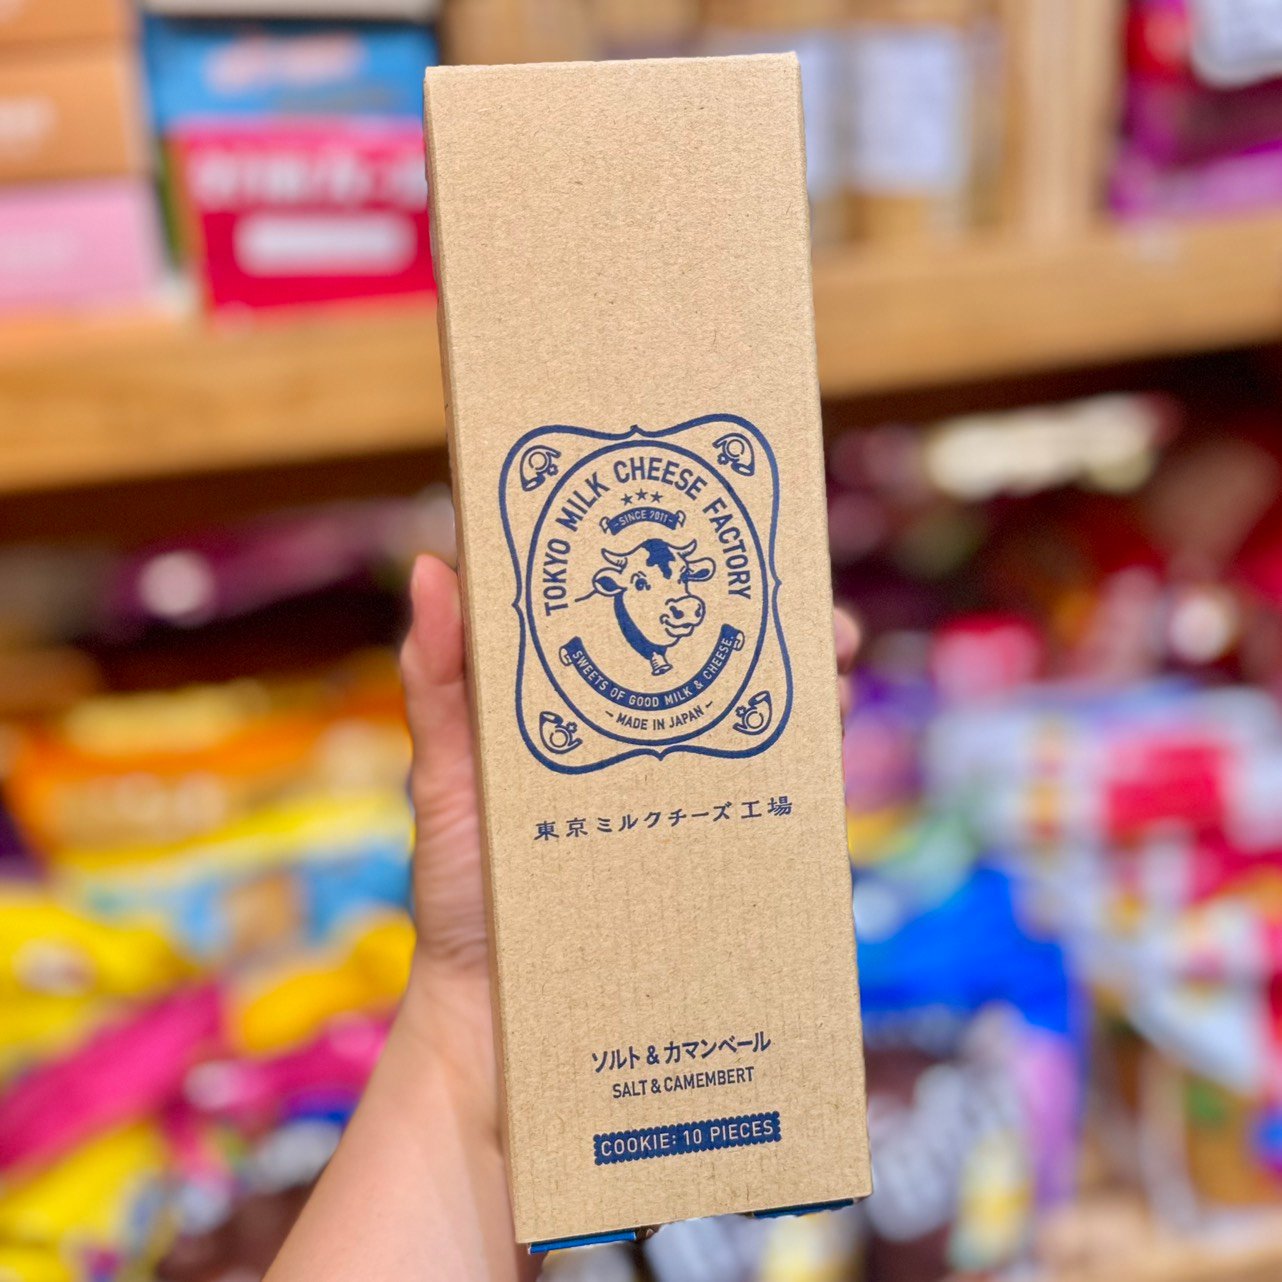 TOKYO MILK CHEESE FACTORY
-SINCE 2011-
SWEETS OF GOOD MILK & CHEESE.
- MADE IN JAPAN -
東京ミルクチーズ工場
ソルト&カマンベール
SALT & CAMEMBERT
COOKIE: 10 PIECES